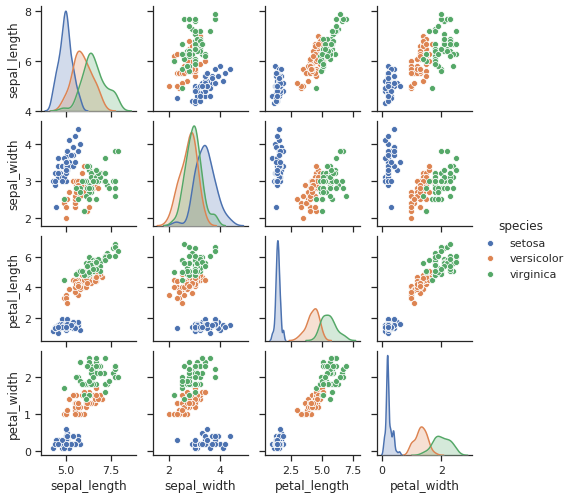 sepal_length
8
6
4
sepal_width
4
3
2
species
setosa
versicolor
virginica
petal_length
6
4
2
petal_width
2
1
0
5.0 7.5
2 4
2.5 5.0 7.5
0 2
sepal_length sepal_width petal_length petal_width